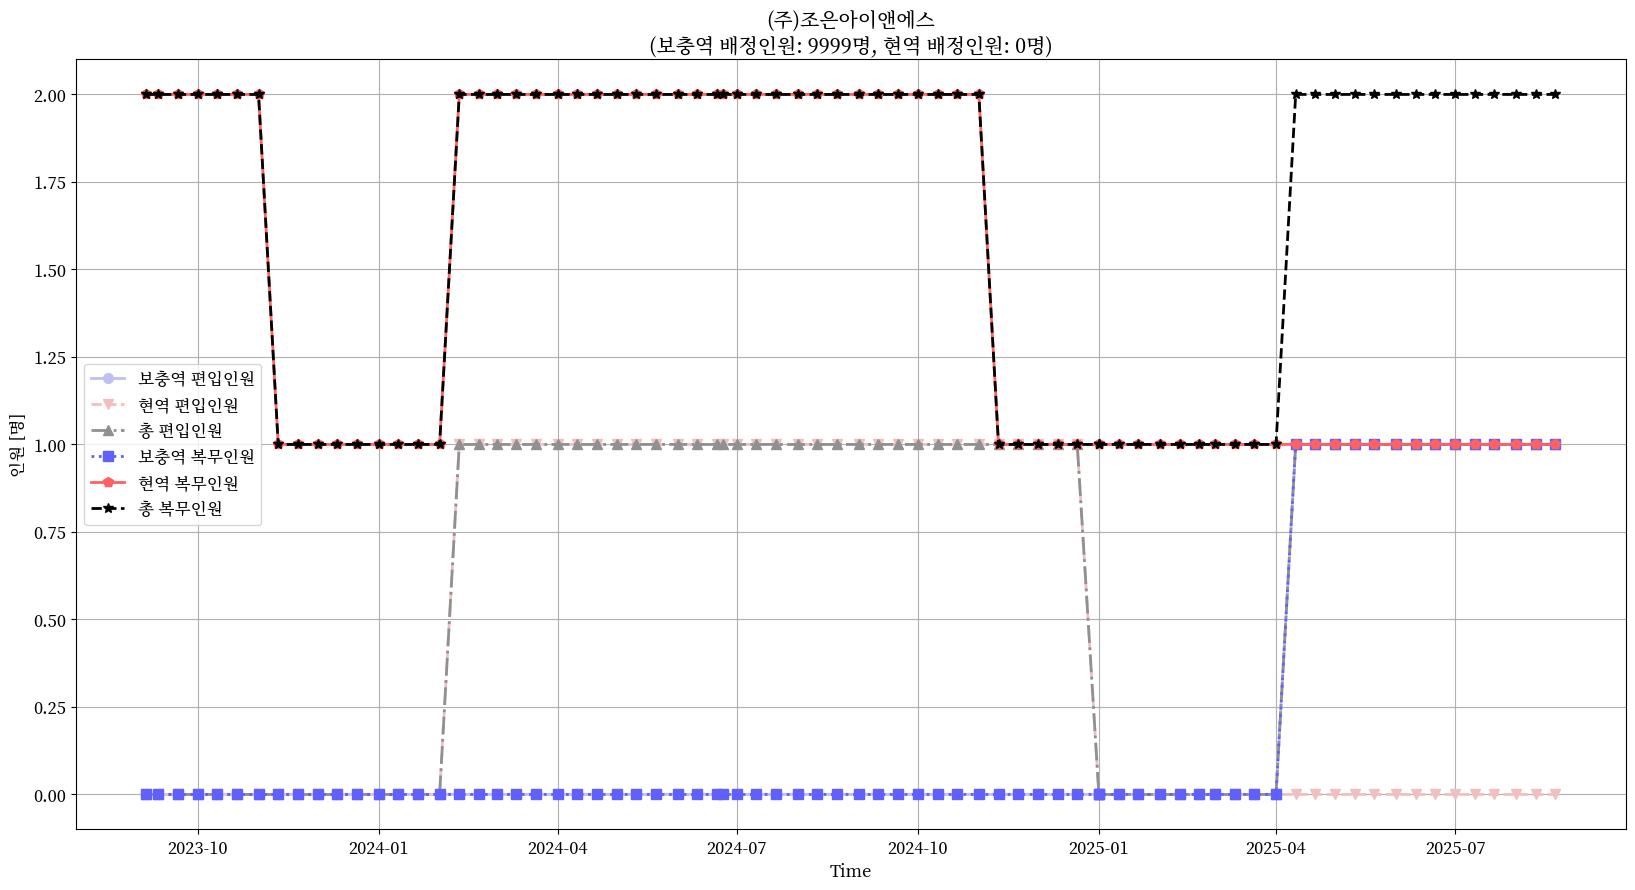 (주)조은아이앤에스
(보충역 배정인원: 9999명, 현역 배정인원: 0명)
2.00
1.75
1.50
1.25
1.00
0.75
0.50
0.25
0.00
인원 [명]
보충역 편입인원
현역 편입인원
총 편입인원
보충역 복무인원
현역 복무인원
총 복무인원
2023-10
2024-01
2024-04
2024-07
2024-10
2025-01
2025-04
2025-07
Time